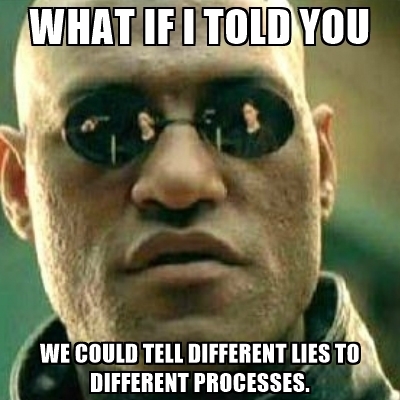 WHAT IF I TOLD YOU
WE COULD TELL DIFFERENT LIES TO
DIFFERENT PROCESSES.